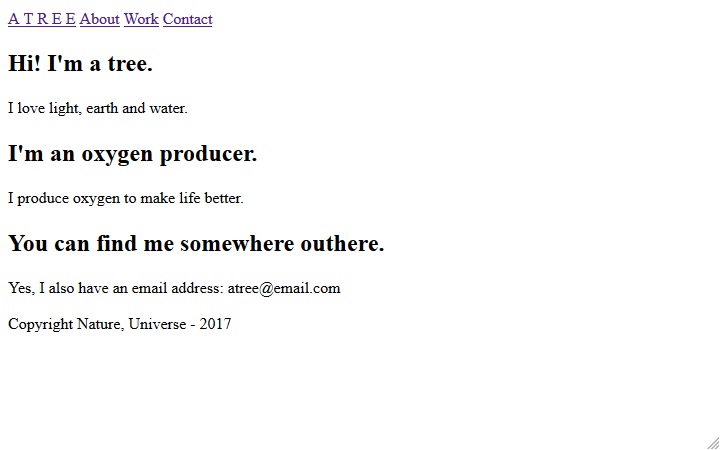 A T R E E About Work Contact
Hi! I'm a tree.
I love light, earth and water.
I'm an oxygen producer.
I produce oxygen to make life better.
You can find me somewhere outhere.
Yes, I also have an email address: atree@email.com
Copyright Nature, Universe - 2017